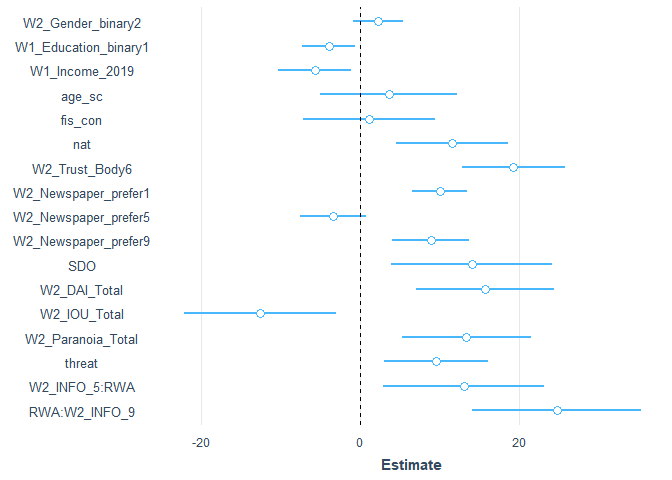 W2_Gender_binary2
W1_Education_binary1
W1_Income_2019
age_sc
fis_con
nat
W2_Trust_Body6
W2_Newspaper_prefer1
W2_Newspaper_prefer5
W2_Newspaper_prefer9
SDO
W2_DAI_Total
W2_IOU_Total
W2_Paranoia_Total
threat
W2_INFO_5:RWA
RWA:W2_INFO_9
-20 0 20
Estimate